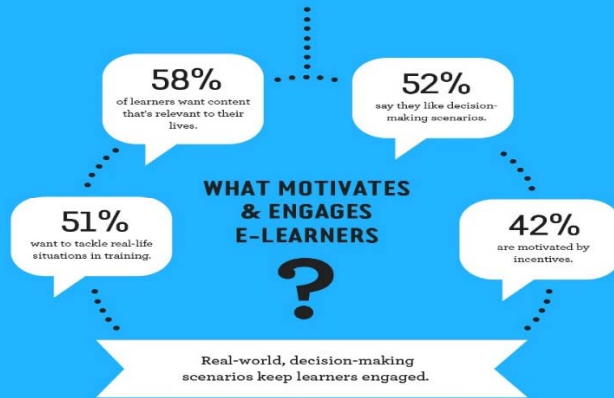 58%
of learners want content
that's relevant to their
lives.
52%
say they like decision-
making scenarios.
WHAT MOTIVATES
& ENGAGES
E-LEARNERS
?
51%
want to tackle real-life
situations in training.
42%
are motivated by
incentives.
Real-world, decision-making
scenarios keep learners engaged.